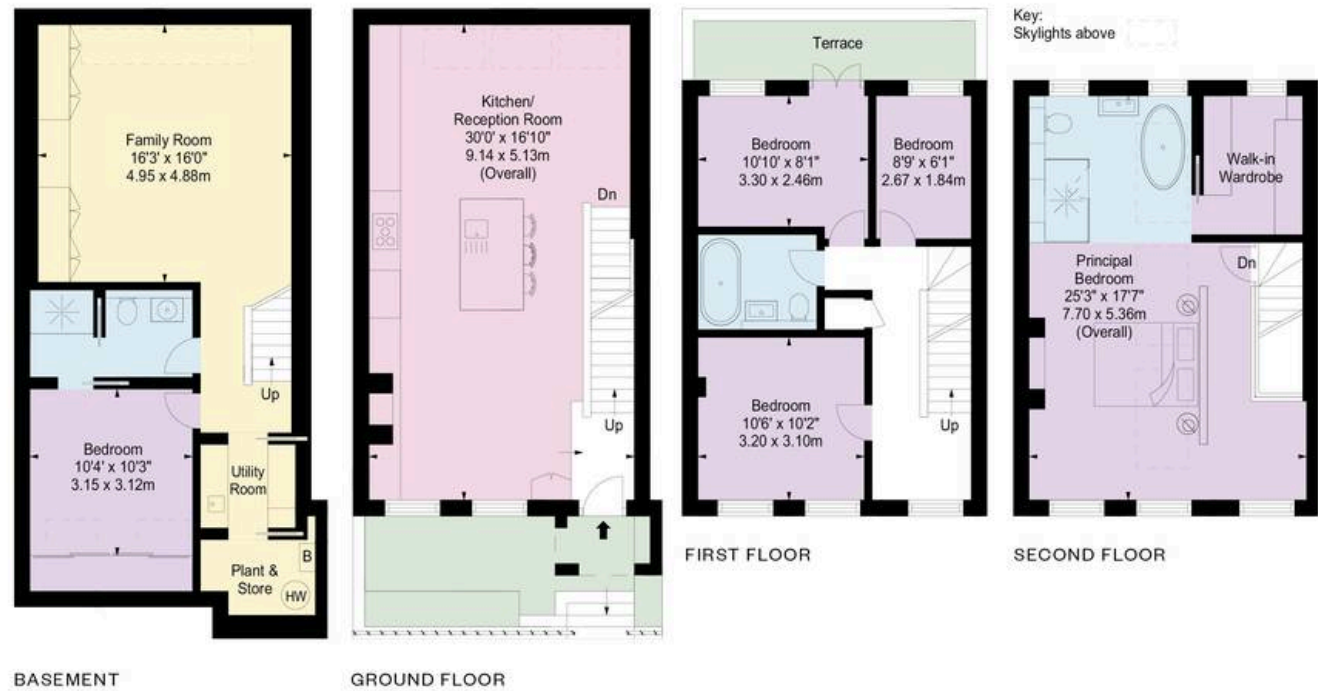 Key:
Skylights above
Family Room
16'3' x 16'0"
4.95 x 4.88m
Up
Bedroom
10'4' x 10'3"
3.15 x 3.12m
Utility
Room
Plant &
Store
B
HW
BASEMENT
Kitchen/
Reception Room
30'0' x 16'10"
9.14 x 5.13m
(Overall)
Dn
Up
GROUND FLOOR
Terrace
Bedroom
10'10' x 8'1"
3.30 x 2.46m
Bedroom
8'9' x 6'1"
2.67 x 1.84m
Bedroom
10'6' x 10'2"
3.20 x 3.10m
Up
FIRST FLOOR
Walk-in
Wardrobe
Principal
Bedroom
25'3" x 17'7"
7.70 x 5.36m
(Overall)
Dn
SECOND FLOOR